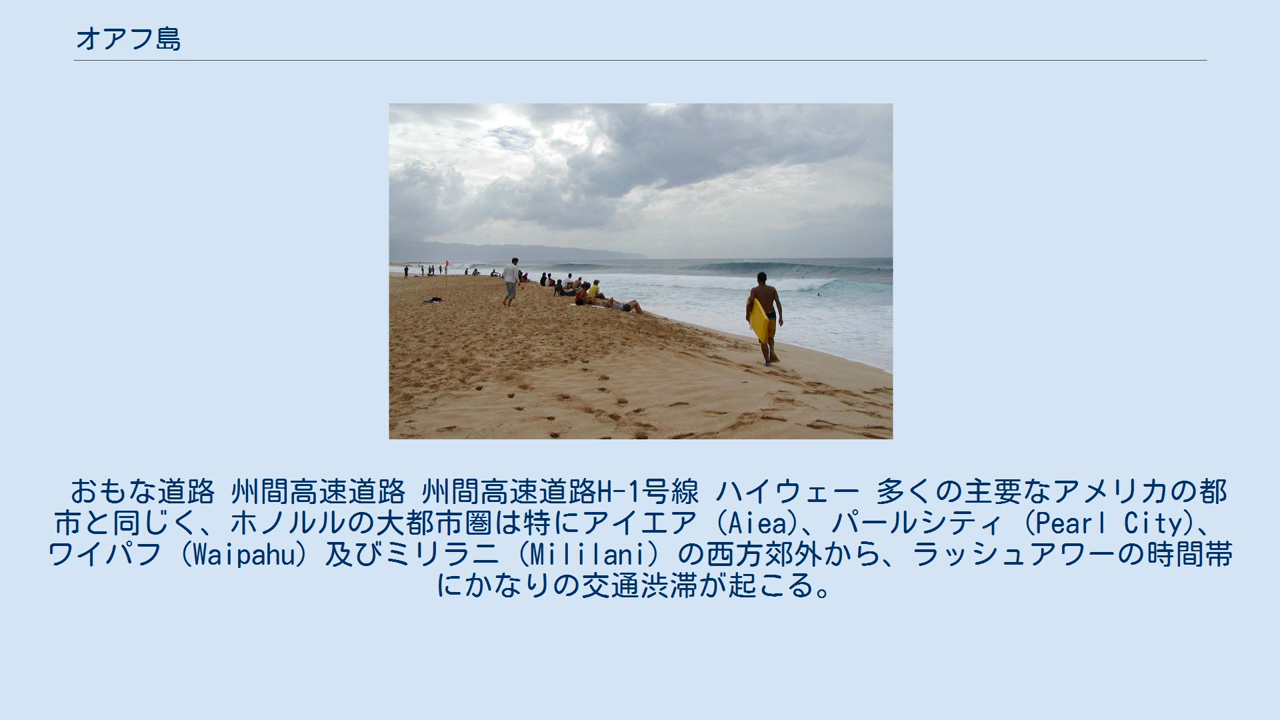 オアフ島
おもな道路 州間高速道路 州間高速道路H-1号線 ハイウェー 多くの主要なアメリカの都
市と同じく、ホノルルの大都市圏は特にアイエア（Aiea）、パールシティ（Pearl City）、
ワイパフ（Waipahu）及びミリラニ（Mililani）の西方郊外から、ラッシュアワーの時間帯
にかなりの交通渋滞が起こる。